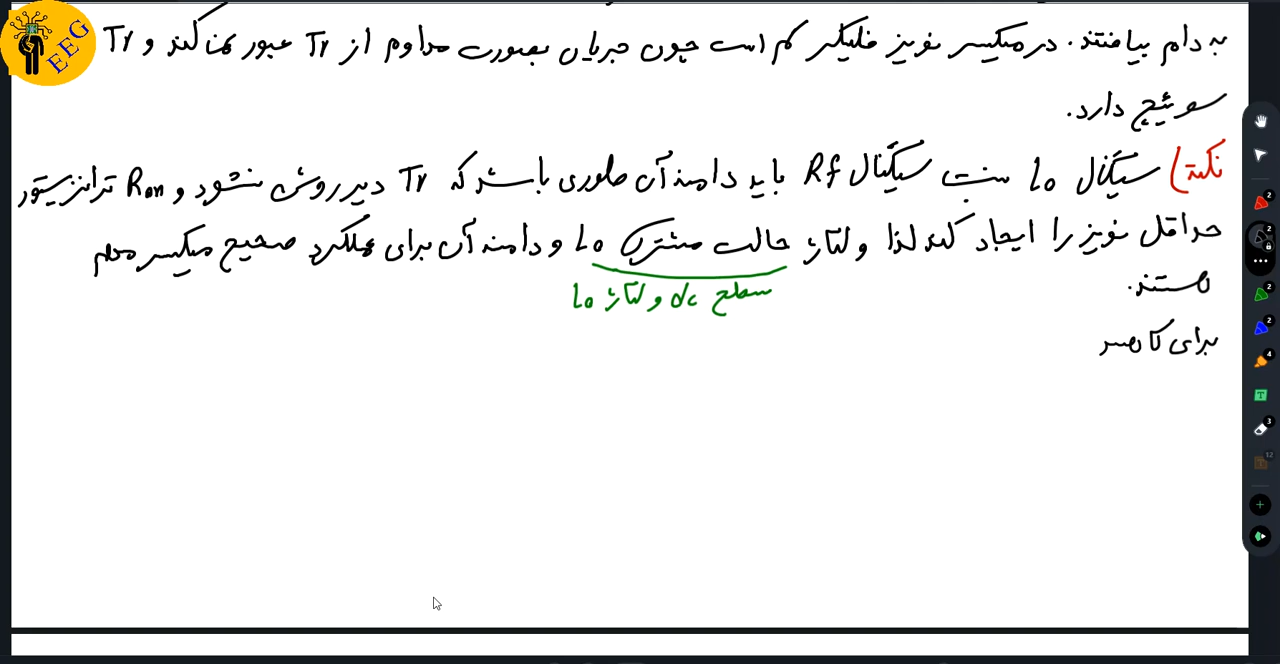 EEG
به دام بیافتند. در میکسر نویز فلیکر کم است چون جریان بصورت مداوم از Tr عبور نمی‌کند و Tr
سوئیچ دارد.
نکته) سیگنال Lo نسبت سیگنال Rf باید دامنه آن طوری باشد که Tr دیر روشن نشود و Ron ترانزیستور
حداقل نویز را ایجاد کند لذا ولتاژ حالت مشترک Lo و دامنه آن برای عملکرد صحیح میکسر مهم
هستند.
سطح dc ولتاژ Lo
برای کاهش